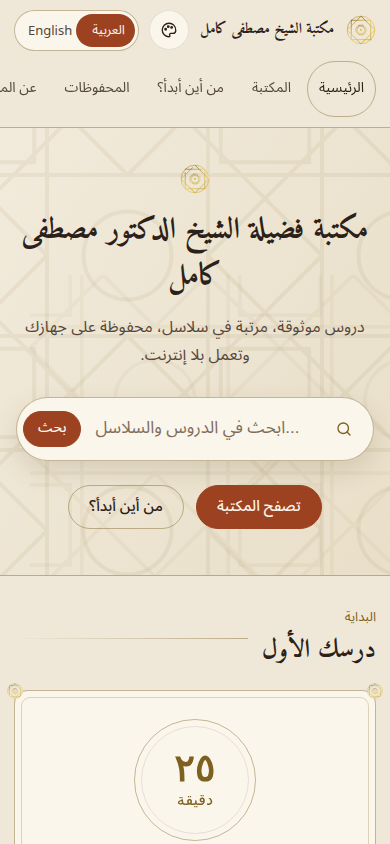 مكتبة الشيخ مصطفى كامل
العربية English
الرئيسية المكتبة من أين أبدأ؟ المحفوظات عن
مكتبة فضيلة الشيخ الدكتور مصطفى
كامل
دروس موثوقة، مرتبة في سلاسل، محفوظة على جهازك
وتعمل بلا إنترنت.
ابحث في الدروس والسلاسل... بحث
تصفح المكتبة من أين أبدأ؟
البداية
درسك الأول
٢٥
دقيقة